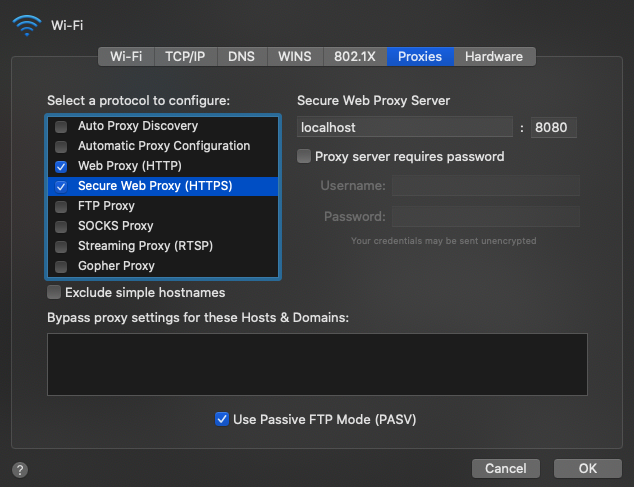 Wi-Fi
Wi-Fi TCP/IP DNS WINS 802.1X Proxies Hardware
Select a protocol to configure:
Auto Proxy Discovery
Automatic Proxy Configuration
Web Proxy (HTTP)
Secure Web Proxy (HTTPS)
FTP Proxy
SOCKS Proxy
Streaming Proxy (RTSP)
Gopher Proxy
Exclude simple hostnames
Secure Web Proxy Server
localhost : 8080
Proxy server requires password
Username:
Password:
Your credentials may be sent unencrypted
Bypass proxy settings for these Hosts & Domains:
Use Passive FTP Mode (PASV)
? Cancel OK